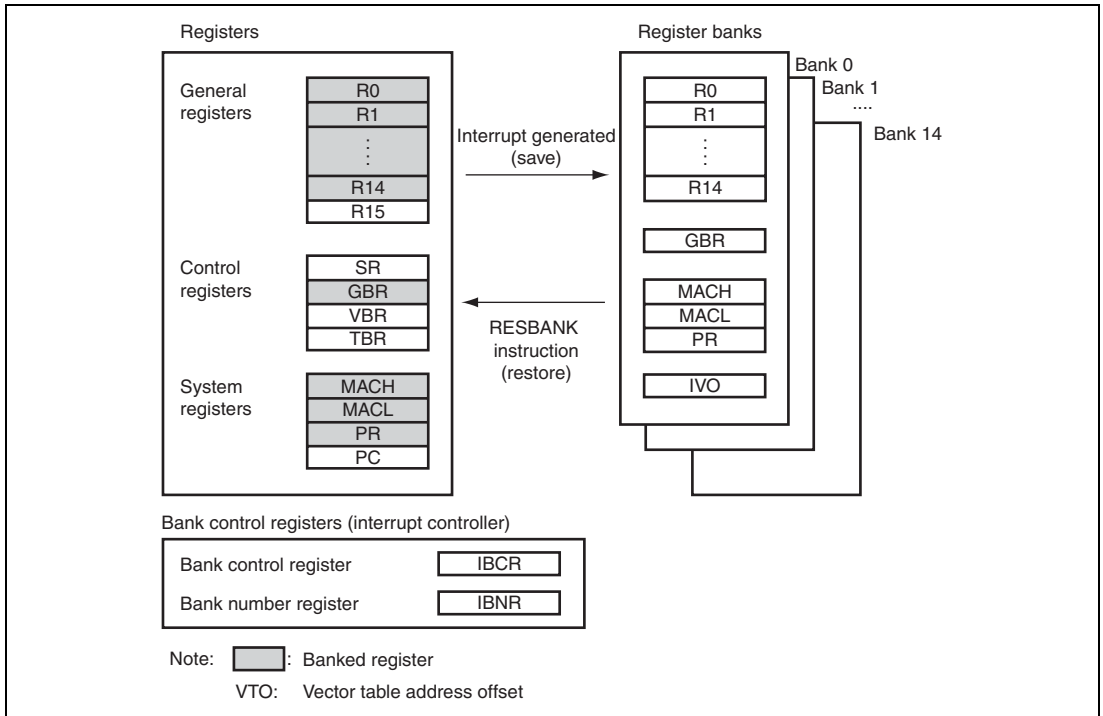 Registers
General
registers
R0
R1
R14
R15
Control
registers
SR
GBR
VBR
TBR
System
registers
MACH
MACL
PR
PC
Interrupt generated
(save)
RESBANK
instruction
(restore)
Register banks
Bank 0
Bank 1
....
Bank 14
R0
R1
R14
GBR
MACH
MACL
PR
IVO
Bank control registers (interrupt controller)
Bank control register
IBCR
Bank number register
IBNR
Note: : Banked register
VTO: Vector table address offset